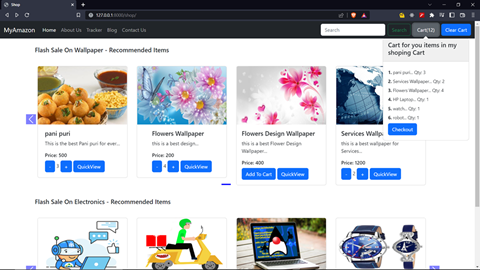 Shop
127.0.0.1:8000/shop/
MyAmazon
Home
About Us
Tracker
Blog
Contact Us
Search
Search
Cart(12)
Clear Cart
Cart for you items in my
shoping Cart
1. pani puri... Qty: 3
2. Services Wallpaper... Qty: 2
3. Flowers Wallpaper... Qty: 4
4. HP Laptop... Qty: 1
5. watch... Qty: 1
6. robot... Qty: 1
Checkout
Flash Sale On Wallpaper - Recommended Items
pani puri
This is the best Pani puri for ever...
Price: 500
- 3 + QuickView
Flowers Wallpaper
this is a best design...
Price: 200
- 4 + QuickView
Flowers Design Wallpaper
this is a best Flower Design
Wallpaper...
Price: 400
Add To Cart QuickView
Services Wallpaper
this is a best wallpaper for
Services...
Price: 1200
- 2 + QuickView
Flash Sale On Electronics - Recommended Items